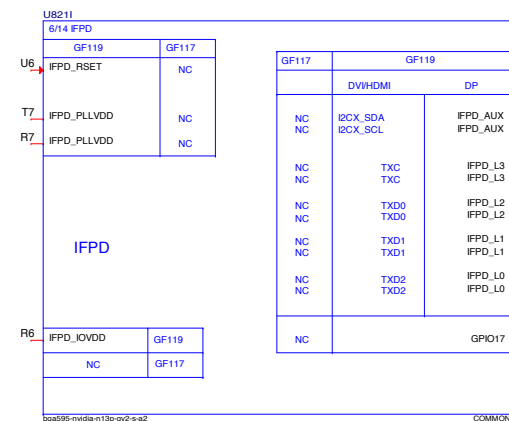 U821I
6/14 IFPD
GF119 GF117
U6 IFPD_RSET NC
T7 IFPD_PLLVDD NC
R7 IFPD_PLLVDD NC
IFPD
R6 IFPD_IOVDD GF119
NC GF117
GF117 GF119
DVI/HDMI DP
NC I2CX_SDA IFPD_AUX
NC I2CX_SCL IFPD_AUX
NC TXC IFPD_L3
NC TXC IFPD_L3
NC TXD0 IFPD_L2
NC TXD0 IFPD_L2
NC TXD1 IFPD_L1
NC TXD1 IFPD_L1
NC TXD2 IFPD_L0
NC TXD2 IFPD_L0
NC GPIO17
bga595-nvidia-n13p-gv2-s-a2 COMMON